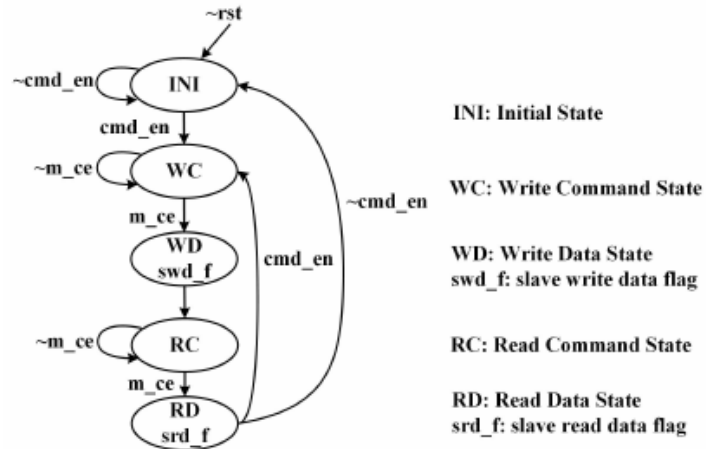 ~rst
~cmd_en
INI
cmd_en
INI: Initial State
~m_ce
WC
WC: Write Command State
~cmd_en
m_ce
WD
swd_f
cmd_en
WD: Write Data State
swd_f: slave write data flag
~m_ce
RC
RC: Read Command State
m_ce
RD
srd_f
RD: Read Data State
srd_f: slave read data flag